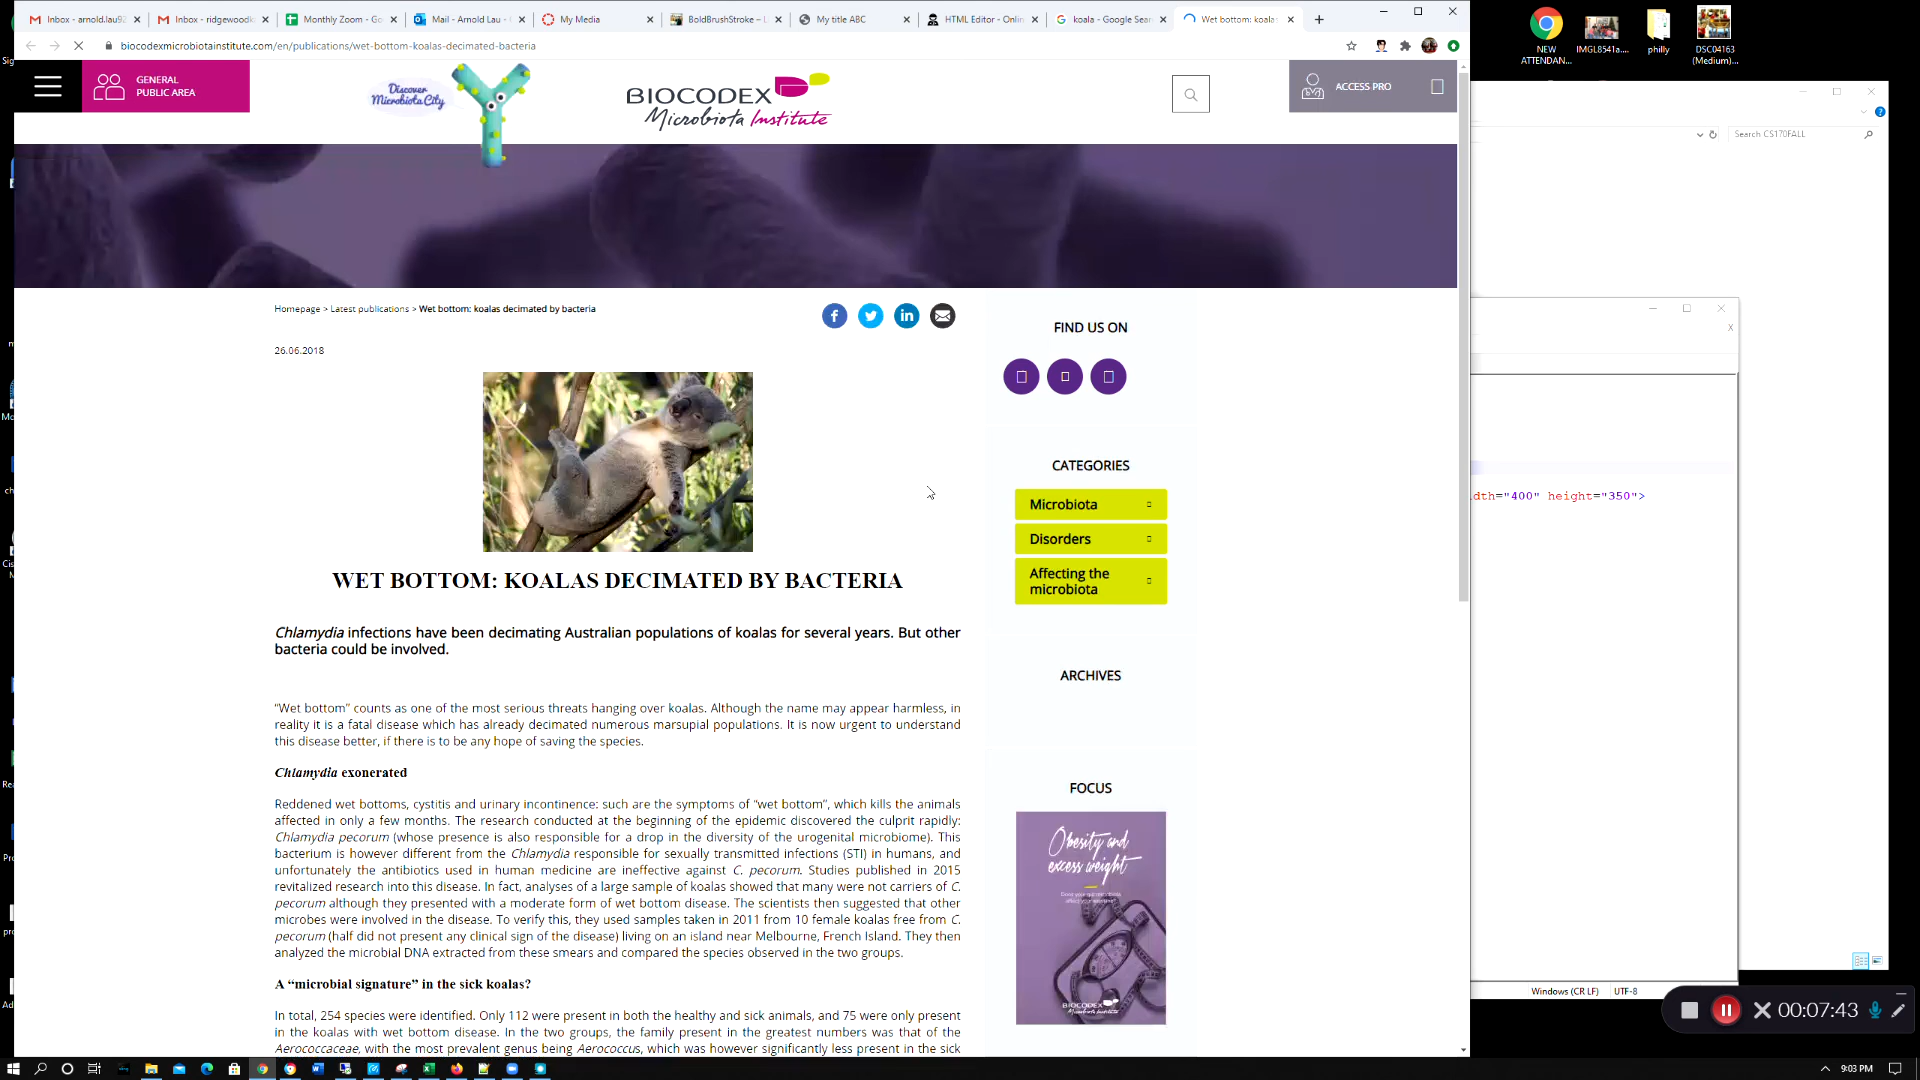 Inbox - arnold.lau92
Inbox - ridgewoodk
Monthly Zoom - Go
Mail - Arnold Lau -
My Media
BoldBrushStroke – L
My title ABC
HTML Editor - Onlin
koala - Google Sear
Wet bottom: koalas
biocodexmicrobiotainstitute.com/en/publications/wet-bottom-koalas-decimated-bacteria
GENERAL
PUBLIC AREA
Discover
Microbiota City
BIOCODEX
Microbiota Institute
ACCESS PRO
Homepage > Latest publications > Wet bottom: koalas decimated by bacteria
26.06.2018
WET BOTTOM: KOALAS DECIMATED BY BACTERIA
Chlamydia infections have been decimating Australian populations of koalas for several years. But other
bacteria could be involved.
“Wet bottom” counts as one of the most serious threats hanging over koalas. Although the name may appear harmless, in
reality it is a fatal disease which has already decimated numerous marsupial populations. It is now urgent to understand
this disease better, if there is to be any hope of saving the species.
Chlamydia exonerated
Reddened wet bottoms, cystitis and urinary incontinence: such are the symptoms of “wet bottom”, which kills the animals
affected in only a few months. The research conducted at the beginning of the epidemic discovered the culprit rapidly:
Chlamydia pecorum (whose presence is also responsible for a drop in the diversity of the urogenital microbiome). This
bacterium is however different from the Chlamydia responsible for sexually transmitted infections (STI) in humans, and
unfortunately the antibiotics used in human medicine are ineffective against C. pecorum. Studies published in 2015
revitalized research into this disease. In fact, analyses of a large sample of koalas showed that many were not carriers of C.
pecorum although they presented with a moderate form of wet bottom disease. The scientists then suggested that other
microbes were involved in the disease. To verify this, they used samples taken in 2011 from 10 female koalas free from C.
pecorum (half did not present any clinical sign of the disease) living on an island near Melbourne, French Island. They then
analyzed the microbial DNA extracted from these smears and compared the species observed in the two groups.
A “microbial signature” in the sick koalas?
In total, 254 species were identified. Only 112 were present in both the healthy and sick animals, and 75 were only present
in the koalas with wet bottom disease. In the two groups, the family present in the greatest numbers was that of the
Aerococcaceae, with the most prevalent genus being Aerococcus, which was however significantly less present in the sick
FIND US ON
CATEGORIES
Microbiota
Disorders
Affecting the
microbiota
ARCHIVES
FOCUS
Obesity and
excess weight
BIOCODEX
Microbiota Institute
NEW
ATTENDAN...
IMGL8541a....
philly
DSC04163
(Medium)...
Search CS170FALL
dth="400" height="350">
Windows (CR LF)
UTF-8
00:07:43
9:03 PM